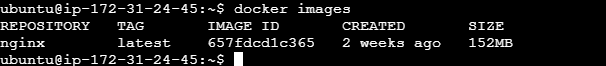 ubuntu@ip-172-31-24-45:~$ docker images
REPOSITORY   TAG       IMAGE ID       CREATED       SIZE
nginx        latest    657fdcd1c365   2 weeks ago   152MB
ubuntu@ip-172-31-24-45:~$